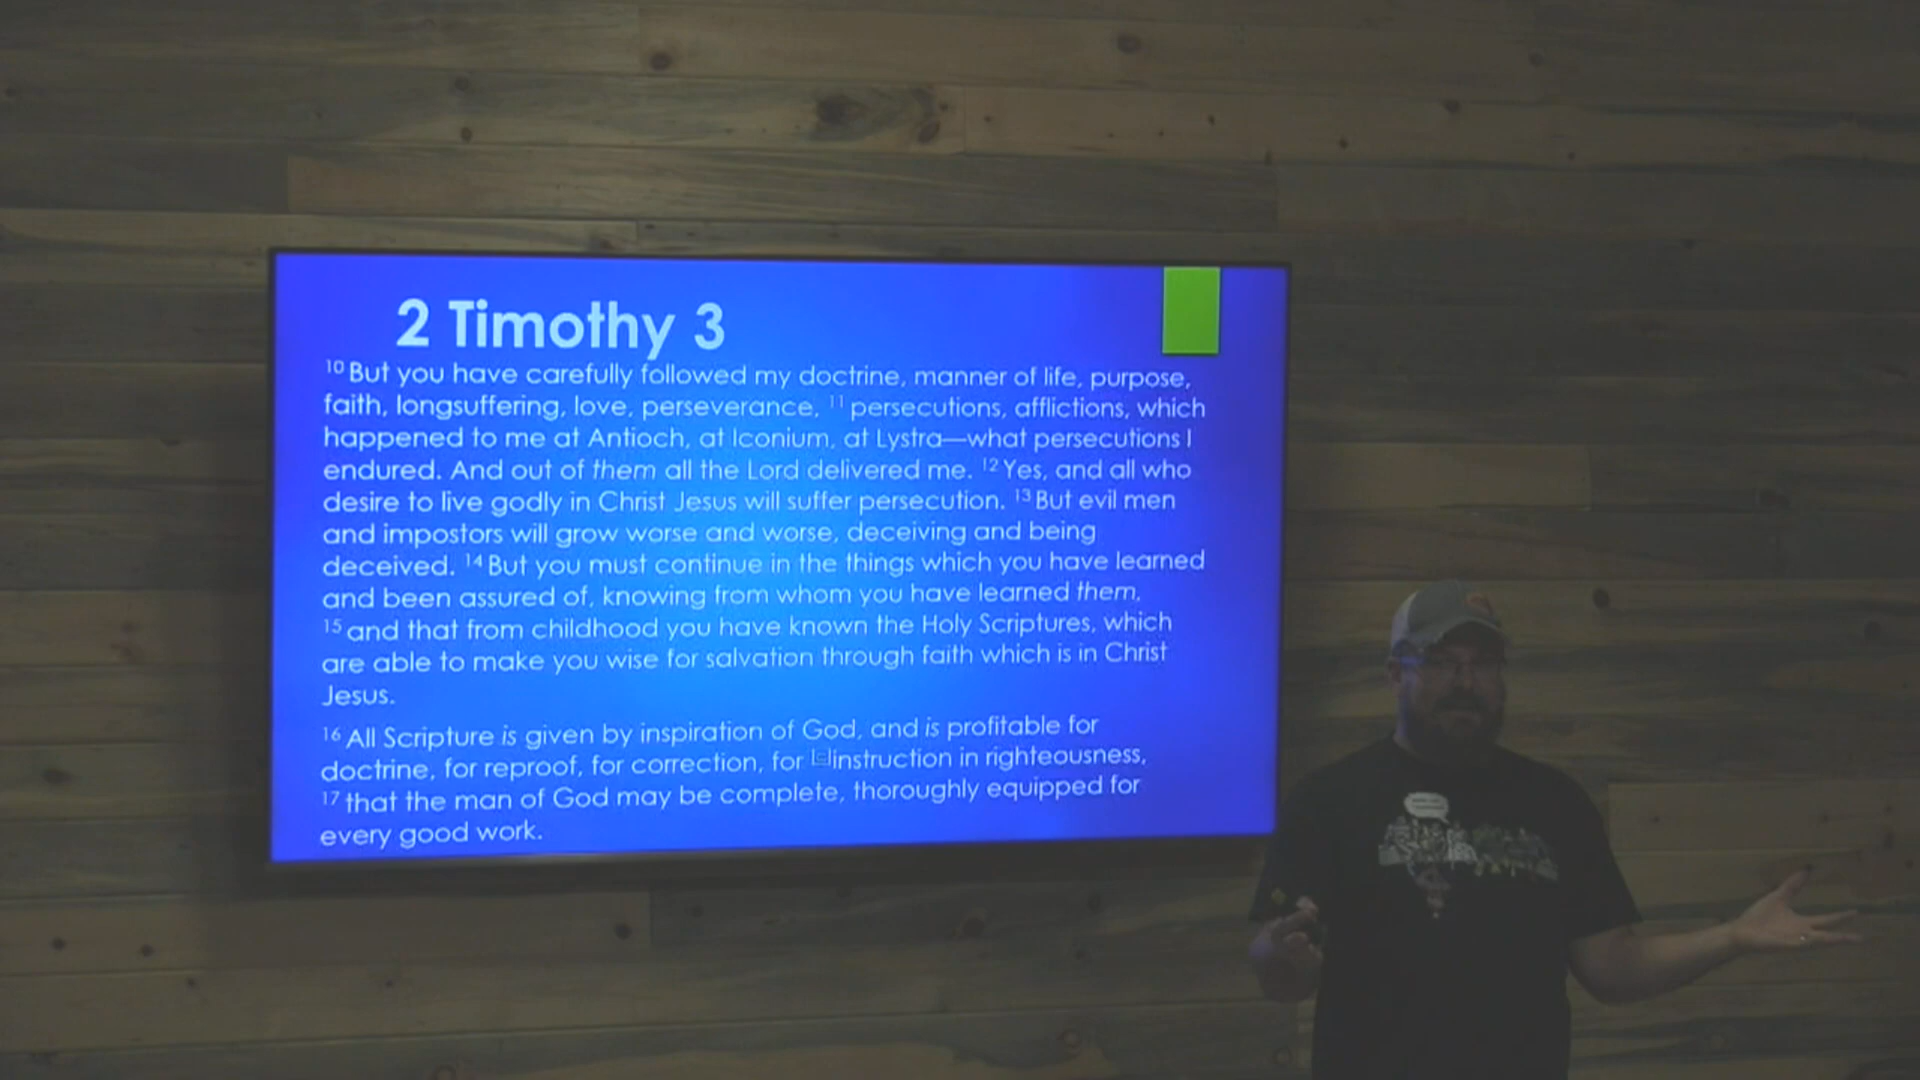 2 Timothy 3
10 But you have carefully followed my doctrine, manner of life, purpose,
faith, longsuffering, love, perseverance, 11 persecutions, afflictions, which
happened to me at Antioch, at Iconium, at Lystra—what persecutions I
endured. And out of them all the Lord delivered me. 12 Yes, and all who
desire to live godly in Christ Jesus will suffer persecution. 13 But evil men
and impostors will grow worse and worse, deceiving and being
deceived. 14 But you must continue in the things which you have learned
and been assured of, knowing from whom you have learned them,
15 and that from childhood you have known the Holy Scriptures, which
are able to make you wise for salvation through faith which is in Christ
Jesus.
16 All Scripture is given by inspiration of God, and is profitable for
doctrine, for reproof, for correction, for instruction in righteousness,
17 that the man of God may be complete, thoroughly equipped for
every good work.